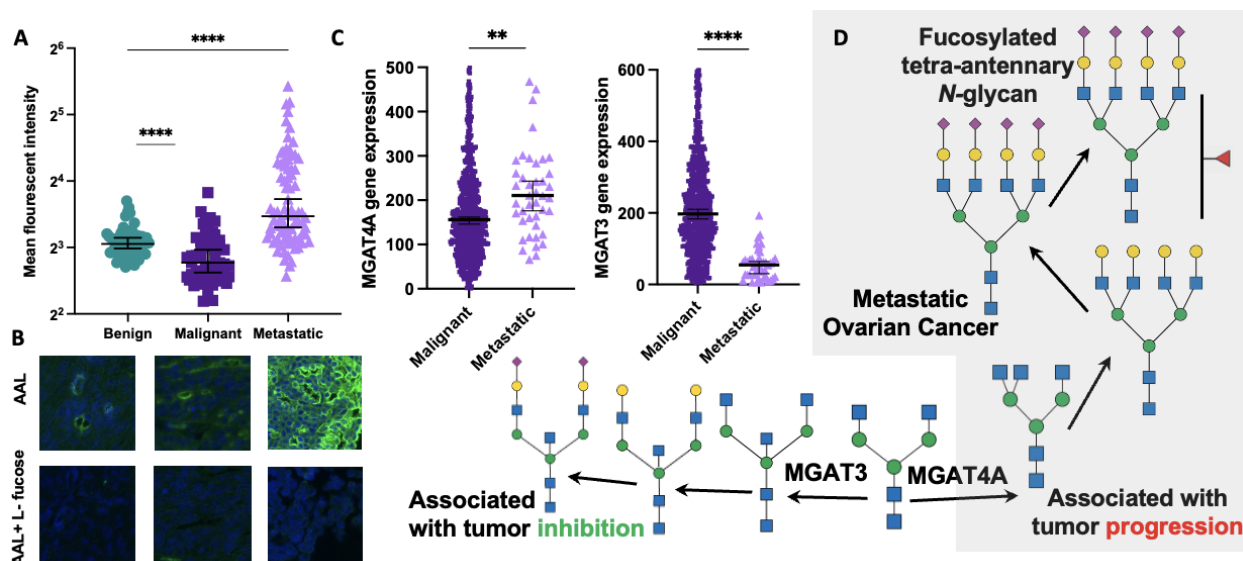 A
Mean flourescent intensity
2^6
2^5
2^4
2^3
2^2
****
****
Benign
Malignant
Metastatic
B
AAL
AAL+ L- fucose
C
MGAT4A gene expression
500
400
300
200
100
0
**
Malignant
Metastatic
MGAT3 gene expression
600
400
200
0
****
Malignant
Metastatic
D
Fucosylated
tetra-antennary
N-glycan
Metastatic
Ovarian Cancer
MGAT3
MGAT4A
Associated
with tumor inhibition
Associated with
tumor progression